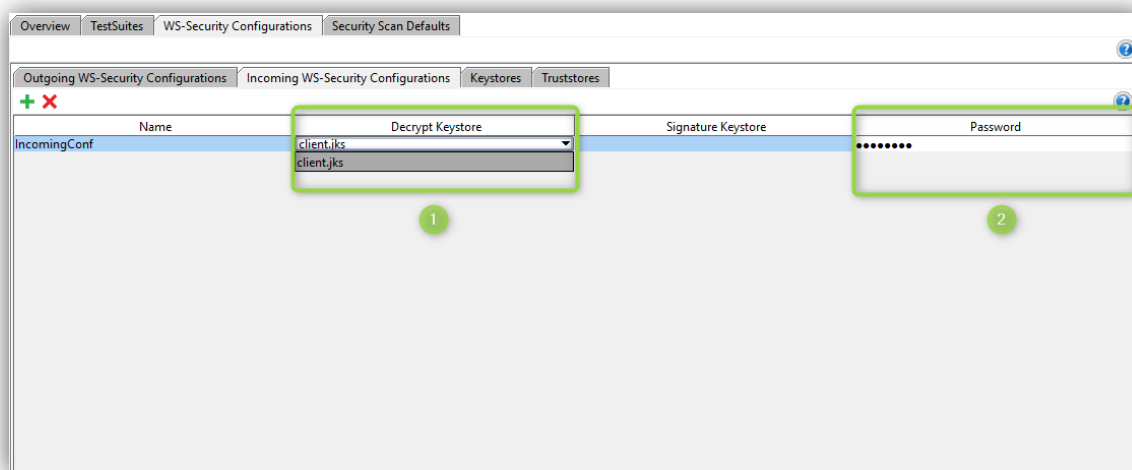 Overview TestSuites WS-Security Configurations Security Scan Defaults
?
Outgoing WS-Security Configurations Incoming WS-Security Configurations Keystores Truststores
?
Name Decrypt Keystore Signature Keystore Password
IncomingConf client.jks ••••••••
client.jks
1 2